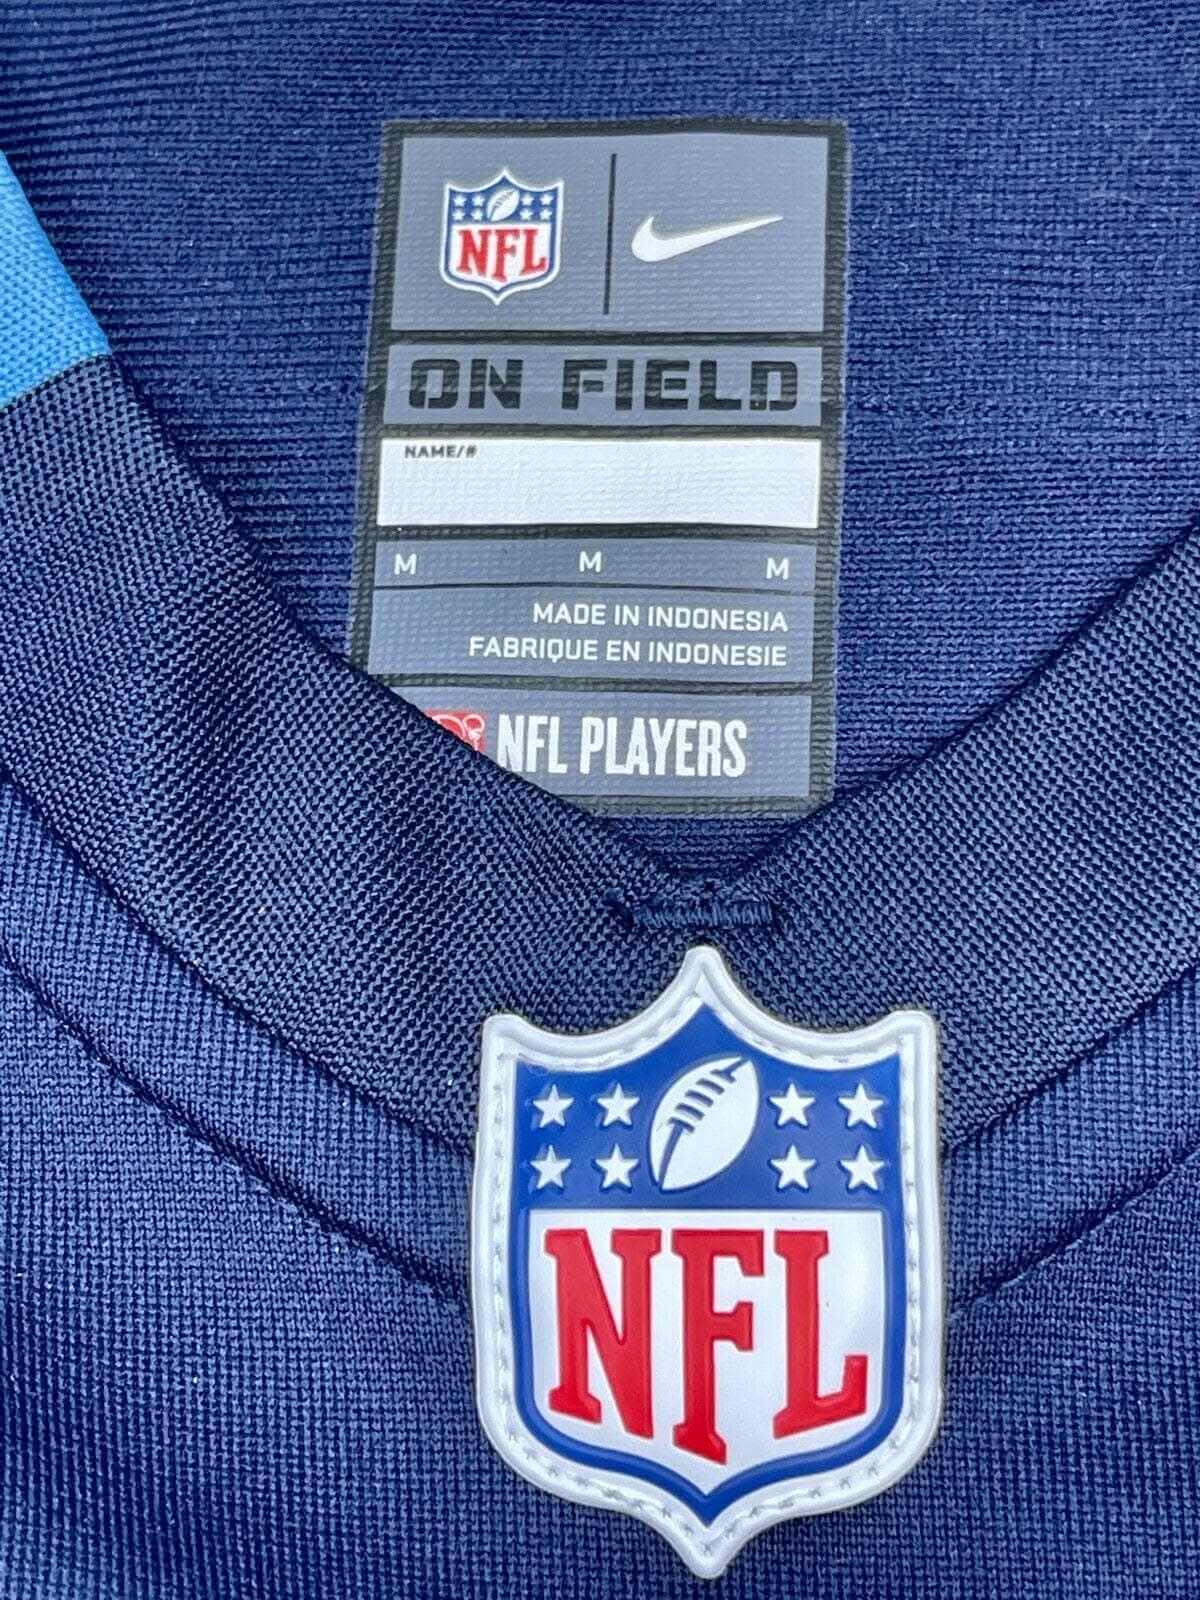 NFL
ON FIELD
NAME/#
M M M
MADE IN INDONESIA
FABRIQUE EN INDONESIE
NFL PLAYERS
NFL